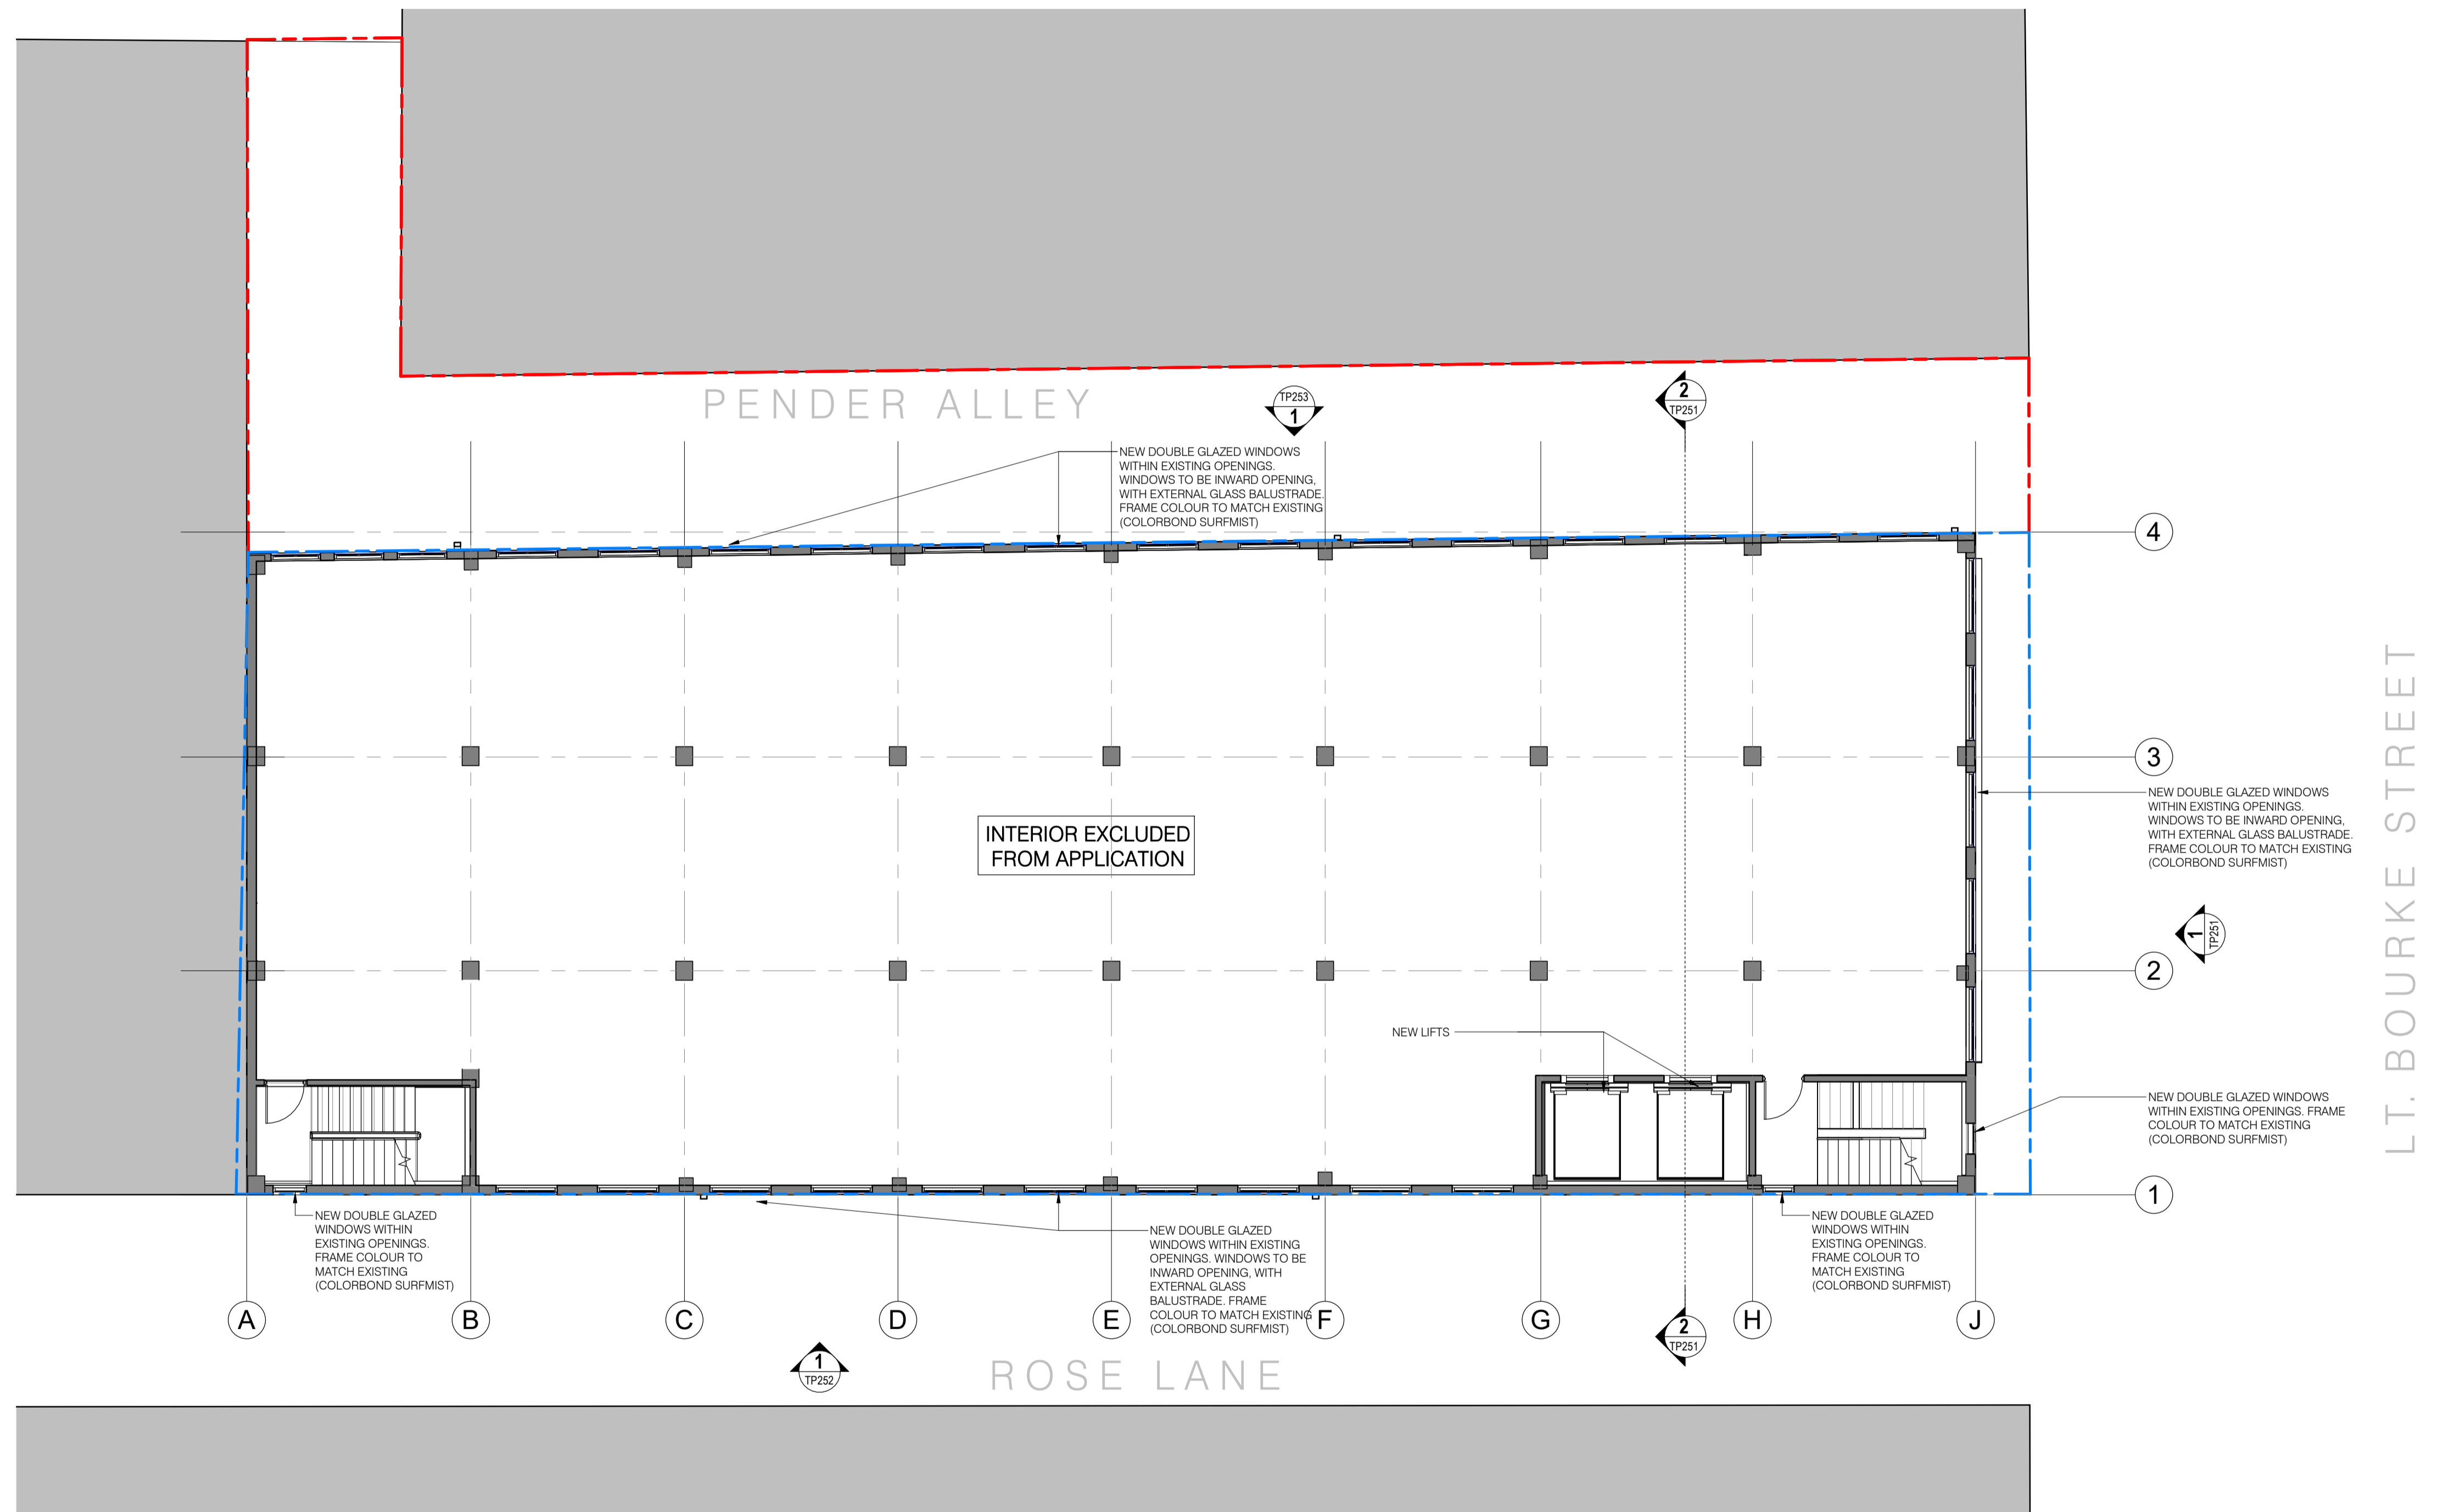 PENDER ALLEY
TP253
1
2
TP251
NEW DOUBLE GLAZED WINDOWS
WITHIN EXISTING OPENINGS.
WINDOWS TO BE INWARD OPENING,
WITH EXTERNAL GLASS BALUSTRADE.
FRAME COLOUR TO MATCH EXISTING
(COLORBOND SURFMIST)
4
3
NEW DOUBLE GLAZED WINDOWS
WITHIN EXISTING OPENINGS.
WINDOWS TO BE INWARD OPENING,
WITH EXTERNAL GLASS BALUSTRADE.
FRAME COLOUR TO MATCH EXISTING
(COLORBOND SURFMIST)
INTERIOR EXCLUDED
FROM APPLICATION
1
TP251
LT. BOURKE STREET
2
NEW LIFTS
NEW DOUBLE GLAZED WINDOWS
WITHIN EXISTING OPENINGS. FRAME
COLOUR TO MATCH EXISTING
(COLORBOND SURFMIST)
1
NEW DOUBLE GLAZED
WINDOWS WITHIN
EXISTING OPENINGS.
FRAME COLOUR TO
MATCH EXISTING
(COLORBOND SURFMIST)
NEW DOUBLE GLAZED
WINDOWS WITHIN EXISTING
OPENINGS. WINDOWS TO BE
INWARD OPENING, WITH
EXTERNAL GLASS
BALUSTRADE. FRAME
COLOUR TO MATCH EXISTING
(COLORBOND SURFMIST)
NEW DOUBLE GLAZED
WINDOWS WITHIN
EXISTING OPENINGS.
FRAME COLOUR TO
MATCH EXISTING
(COLORBOND SURFMIST)
A
B
C
D
E
F
G
H
J
2
TP251
1
TP252
ROSE LANE